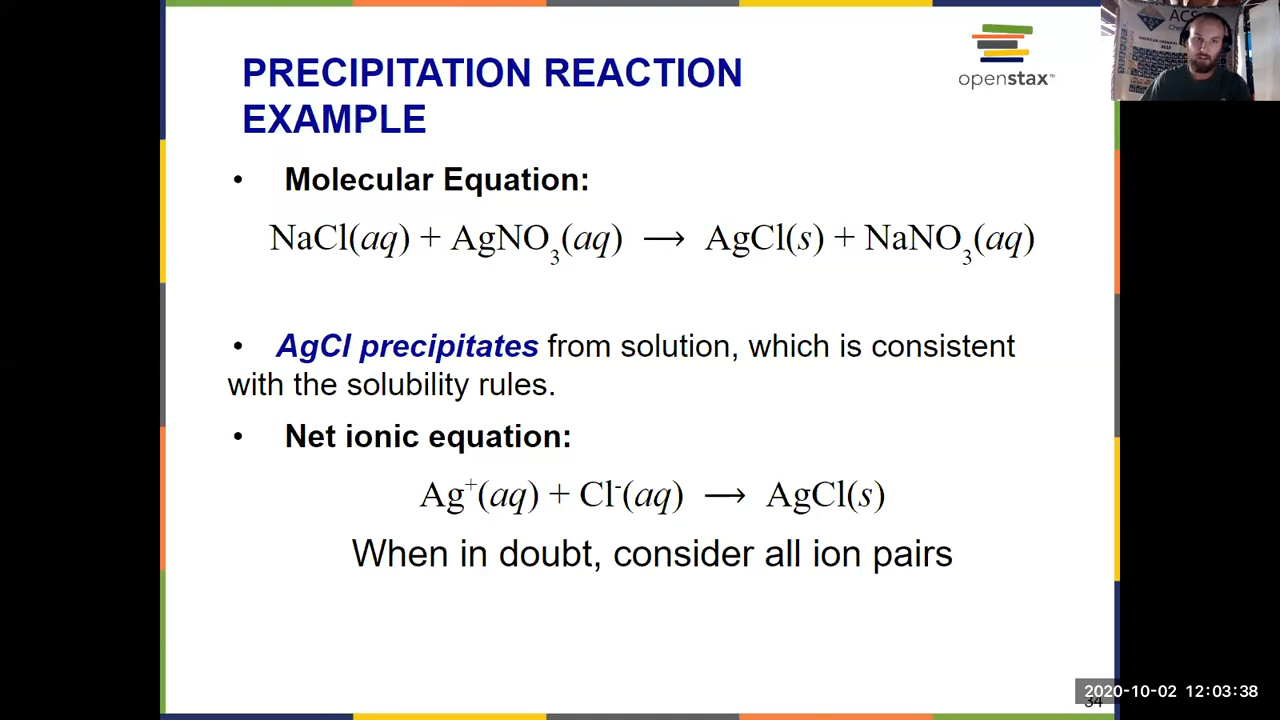 PRECIPITATION REACTION
EXAMPLE
openstax™
• Molecular Equation:
NaCl(aq) + AgNO₃(aq) ⟶ AgCl(s) + NaNO₃(aq)
• AgCl precipitates from solution, which is consistent
with the solubility rules.
• Net ionic equation:
Ag⁺(aq) + Cl⁻(aq) ⟶ AgCl(s)
When in doubt, consider all ion pairs
2020-10-02 12:03:38
34